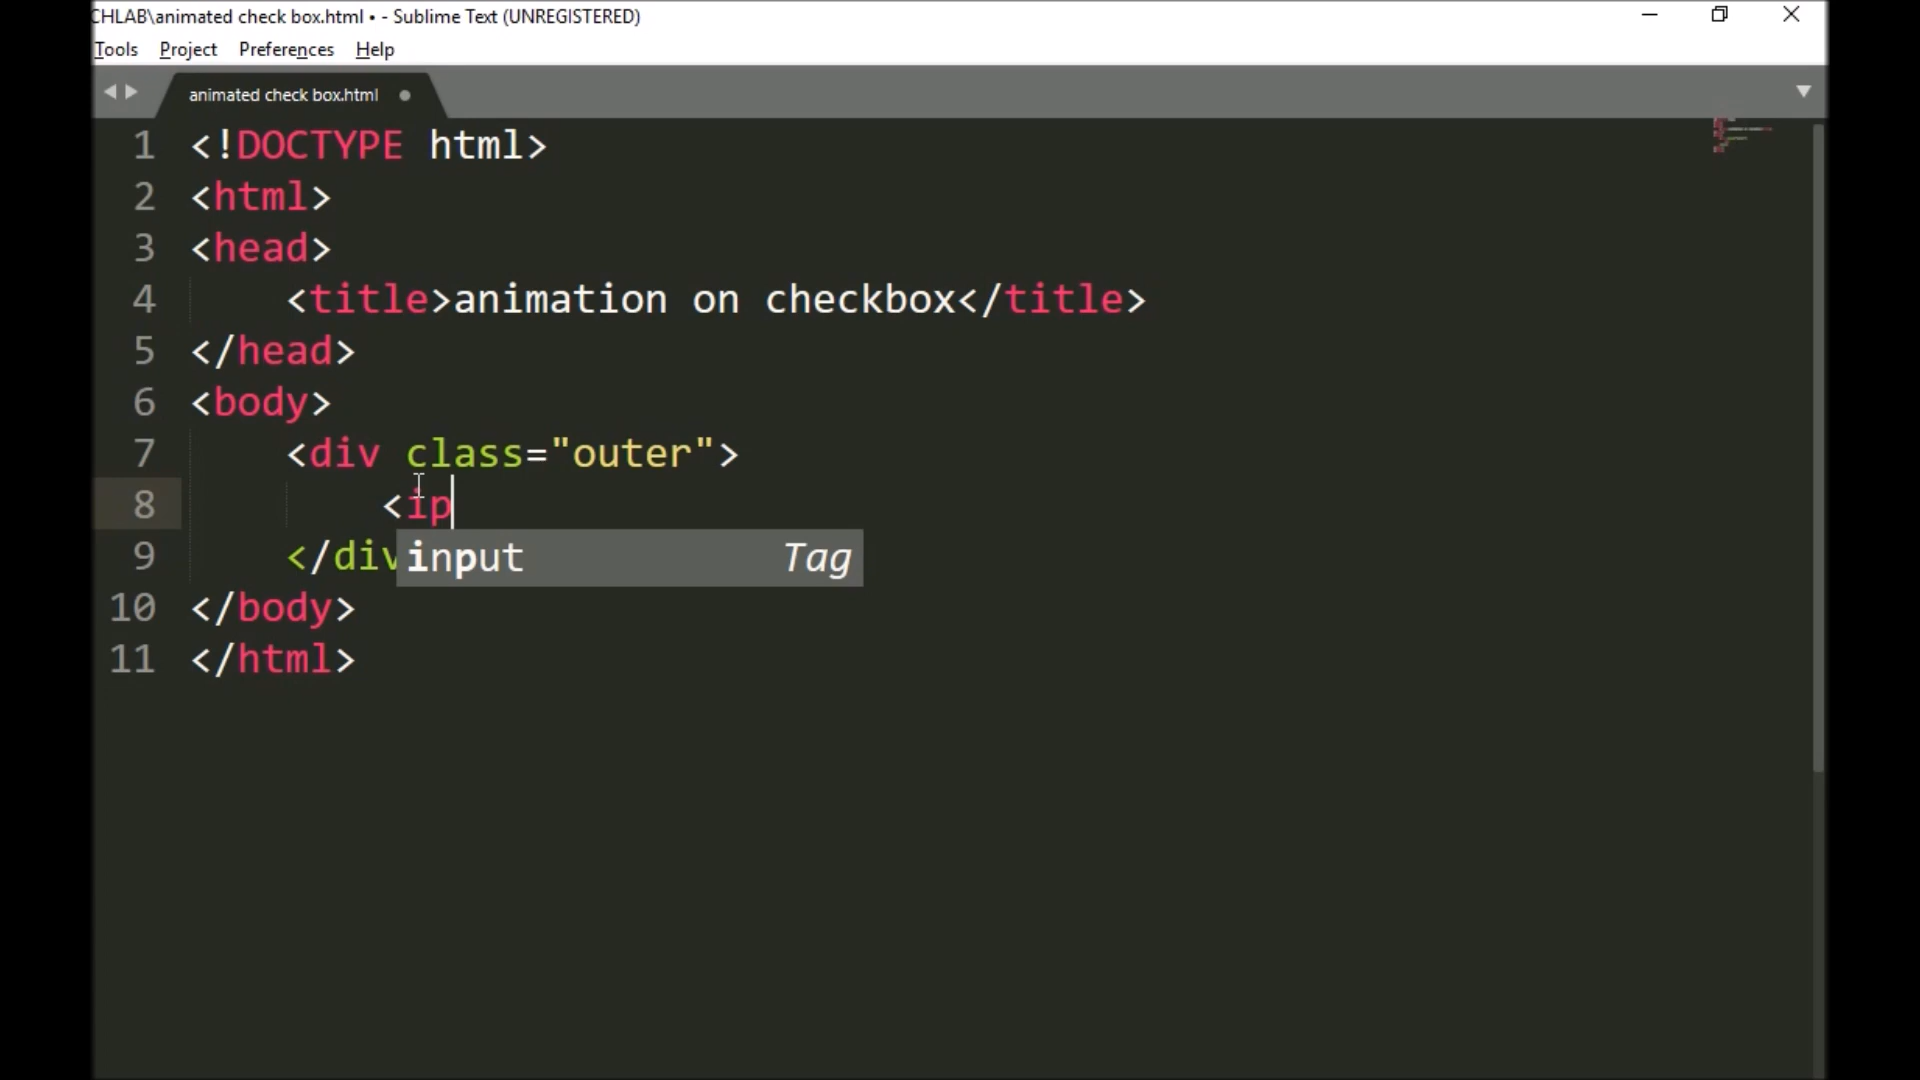 CHLAB\animated check box.html • - Sublime Text (UNREGISTERED)
Tools Project Preferences Help
animated check box.html
1 <!DOCTYPE html>
2 <html>
3 <head>
4 <title>animation on checkbox</title>
5 </head>
6 <body>
7 <div class="outer">
8 <ip
input Tag
9 </div
10 </body>
11 </html>